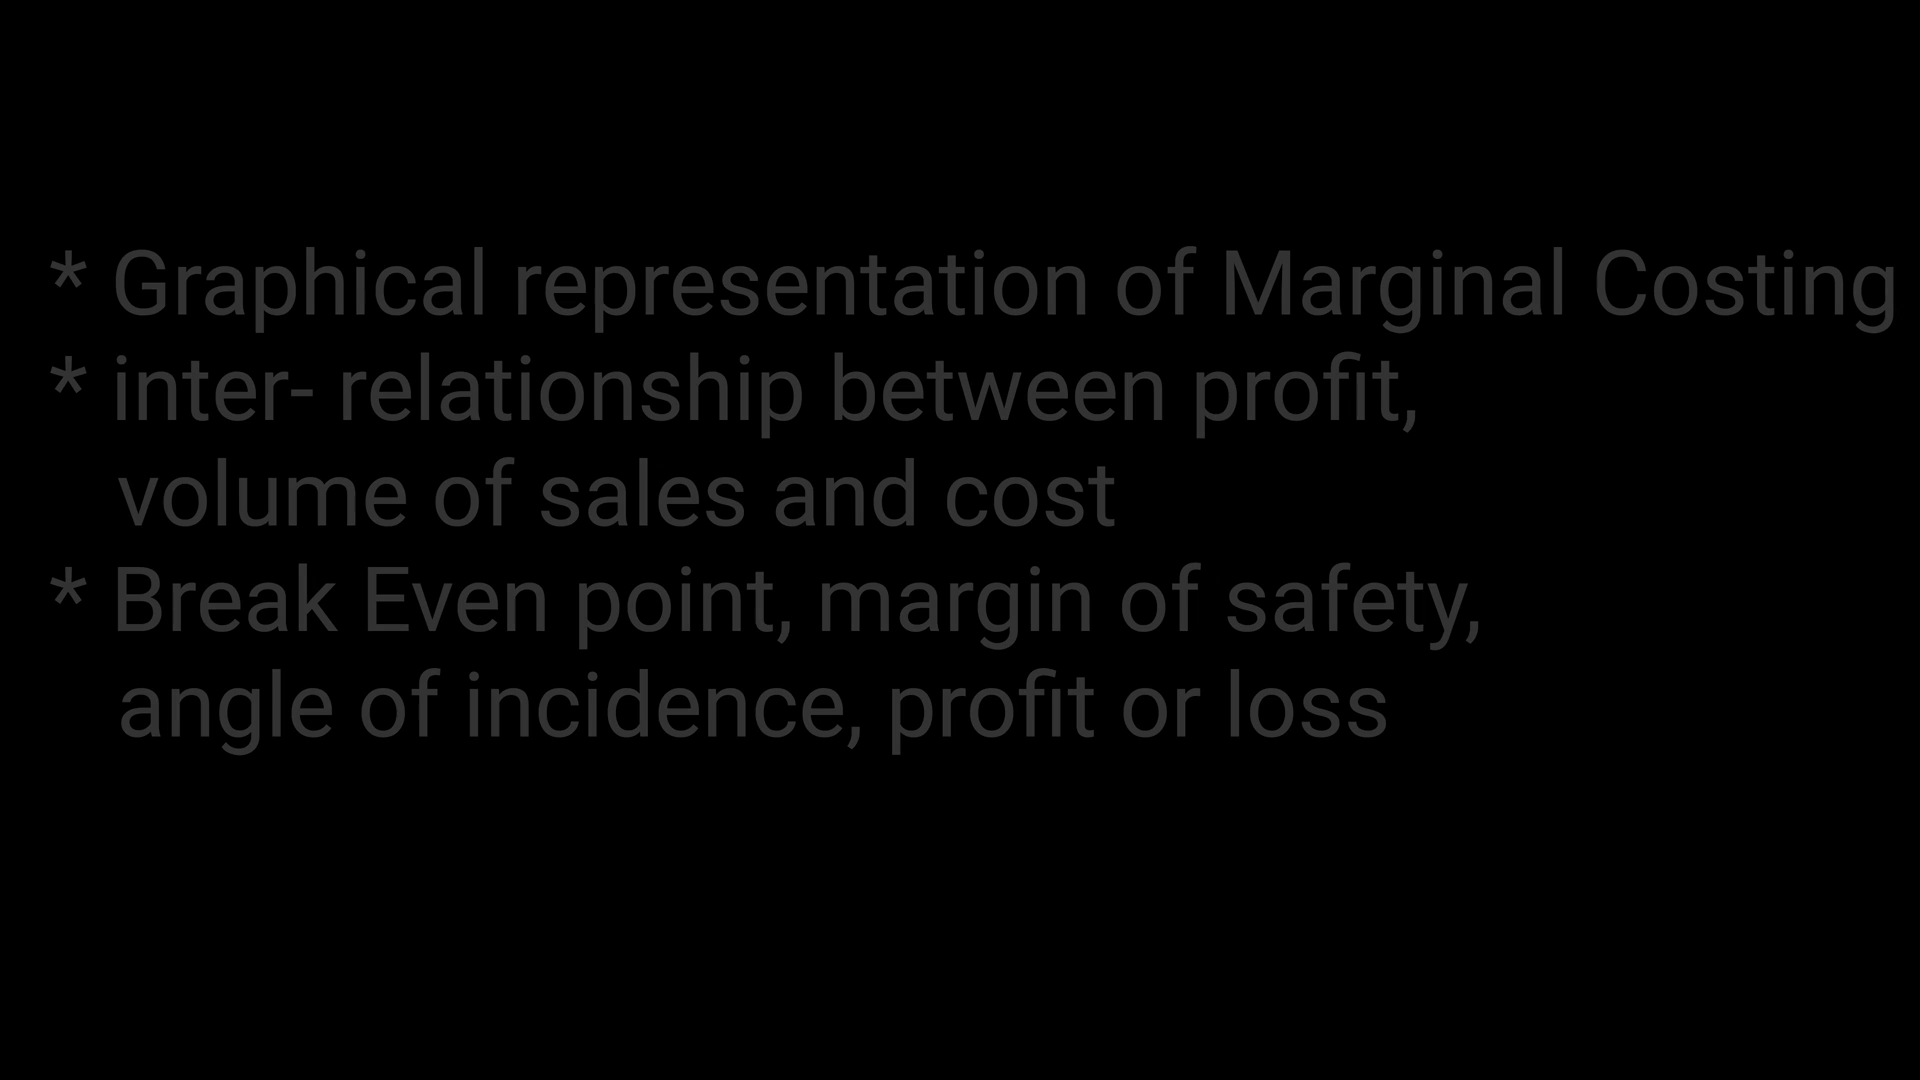 * Graphical representation of Marginal Costing
* inter- relationship between profit,
volume of sales and cost
* Break Even point, margin of safety,
angle of incidence, profit or loss